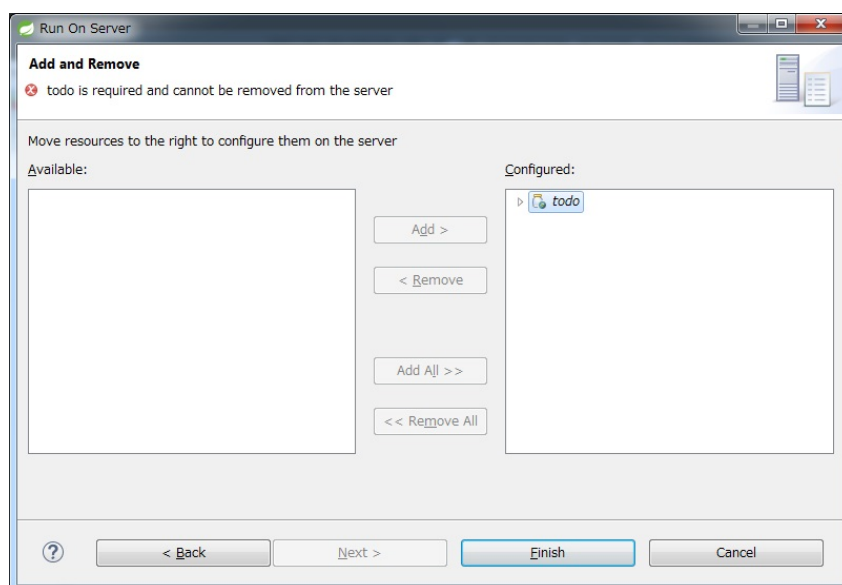 Run On Server
Add and Remove
todo is required and cannot be removed from the server
Move resources to the right to configure them on the server
Available:
Configured:
todo
Add >
< Remove
Add All >>
<< Remove All
?
< Back
Next >
Finish
Cancel